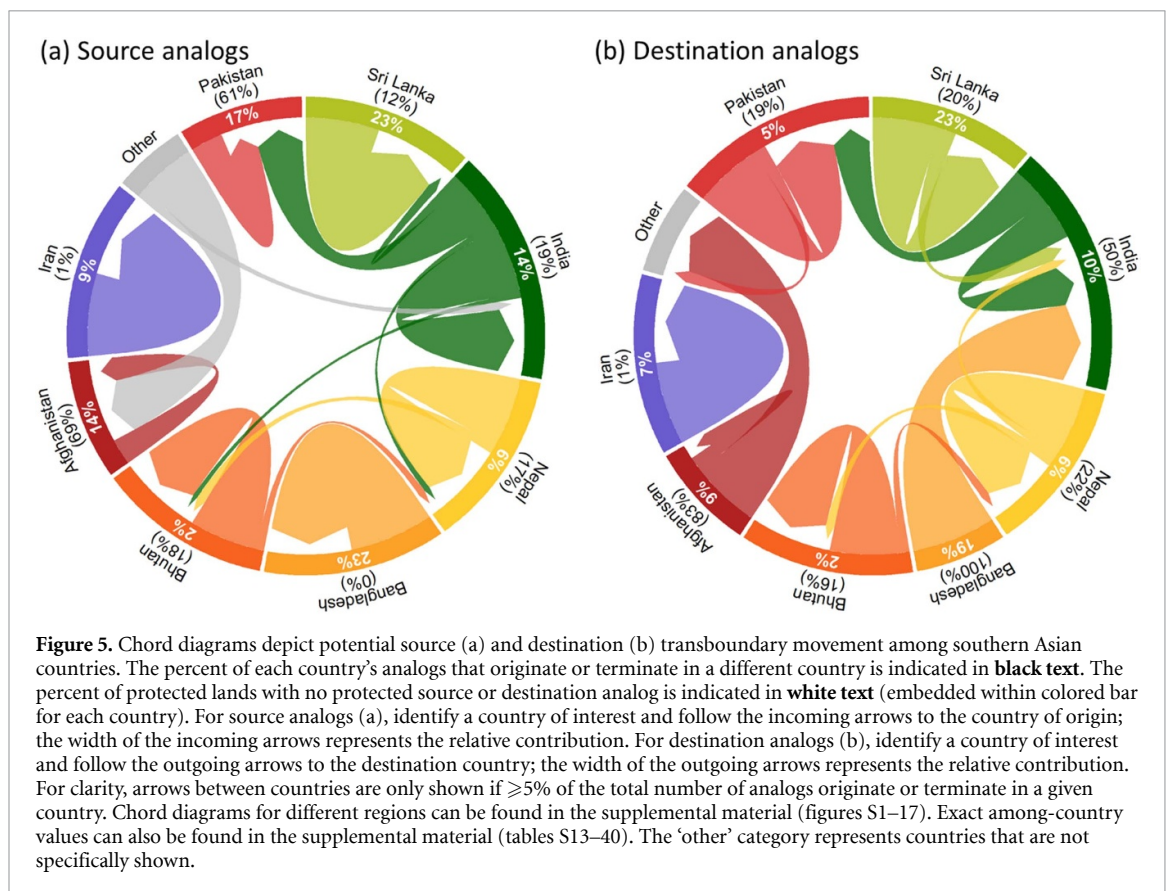 (a) Source analogs
Pakistan
(61%)
17%
Sri Lanka
(12%)
23%
India
(19%)
14%
Nepal
(17%)
6%
Bangladesh
(0%)
23%
Bhutan
(18%)
2%
Afghanistan
(69%)
14%
Iran
(1%)
9%
Other
(b) Destination analogs
Pakistan
(19%)
5%
Sri Lanka
(20%)
23%
India
(50%)
10%
Nepal
(22%)
6%
Bangladesh
(100%)
19%
Bhutan
(16%)
2%
Afghanistan
(83%)
9%
Iran
(1%)
7%
Other
Figure 5. Chord diagrams depict potential source (a) and destination (b) transboundary movement among southern Asian
countries. The percent of each country's analogs that originate or terminate in a different country is indicated in black text. The
percent of protected lands with no protected source or destination analog is indicated in white text (embedded within colored bar
for each country). For source analogs (a), identify a country of interest and follow the incoming arrows to the country of origin;
the width of the incoming arrows represents the relative contribution. For destination analogs (b), identify a country of interest
and follow the outgoing arrows to the destination country; the width of the outgoing arrows represents the relative contribution.
For clarity, arrows between countries are only shown if ⩾5% of the total number of analogs originate or terminate in a given
country. Chord diagrams for different regions can be found in the supplemental material (figures S1–17). Exact among-country
values can also be found in the supplemental material (tables S13–40). The 'other' category represents countries that are not
specifically shown.